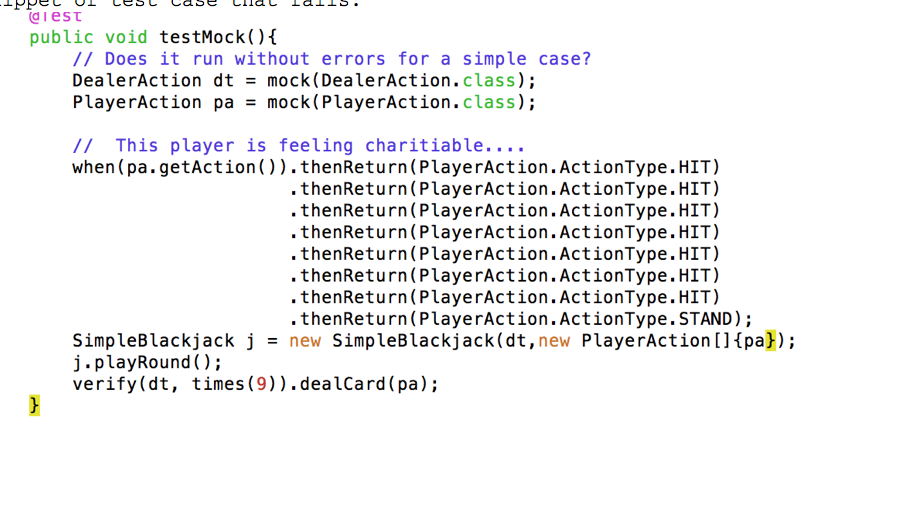 snippet of test case that fails.
@Test
public void testMock(){
    // Does it run without errors for a simple case?
    DealerAction dt = mock(DealerAction.class);
    PlayerAction pa = mock(PlayerAction.class);

    //  This player is feeling charitiable....
    when(pa.getAction()).thenReturn(PlayerAction.ActionType.HIT)
                        .thenReturn(PlayerAction.ActionType.HIT)
                        .thenReturn(PlayerAction.ActionType.HIT)
                        .thenReturn(PlayerAction.ActionType.HIT)
                        .thenReturn(PlayerAction.ActionType.HIT)
                        .thenReturn(PlayerAction.ActionType.HIT)
                        .thenReturn(PlayerAction.ActionType.HIT)
                        .thenReturn(PlayerAction.ActionType.STAND);
    SimpleBlackjack j = new SimpleBlackjack(dt,new PlayerAction[]{pa});
    j.playRound();
    verify(dt, times(9)).dealCard(pa);
}